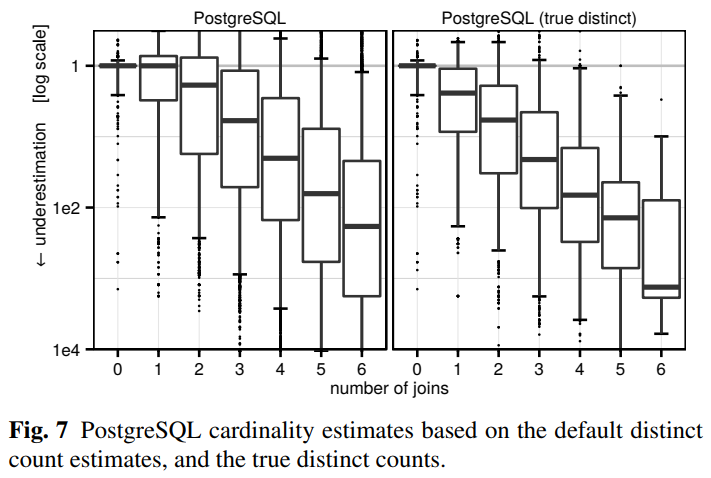 PostgreSQL
PostgreSQL (true distinct)
← underestimation [log scale]
1
1e2
1e4
0 1 2 3 4 5 6
0 1 2 3 4 5 6
number of joins
Fig. 7 PostgreSQL cardinality estimates based on the default distinct
count estimates, and the true distinct counts.